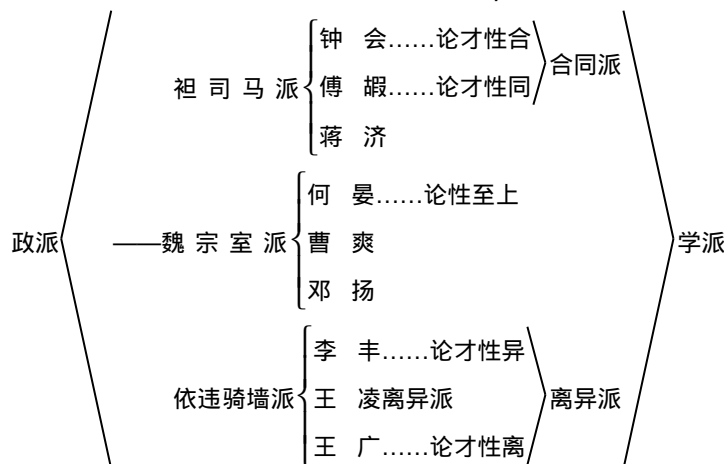 钟 会……论才性合
合同派
袒司马派
傅 嘏……论才性同
蒋 济
何 晏……论性至上
政派
——魏宗室派
曹 爽
学派
邓 扬
李 丰……论才性异
依违骑墙派
王 凌离异派
离异派
王 广……论才性离